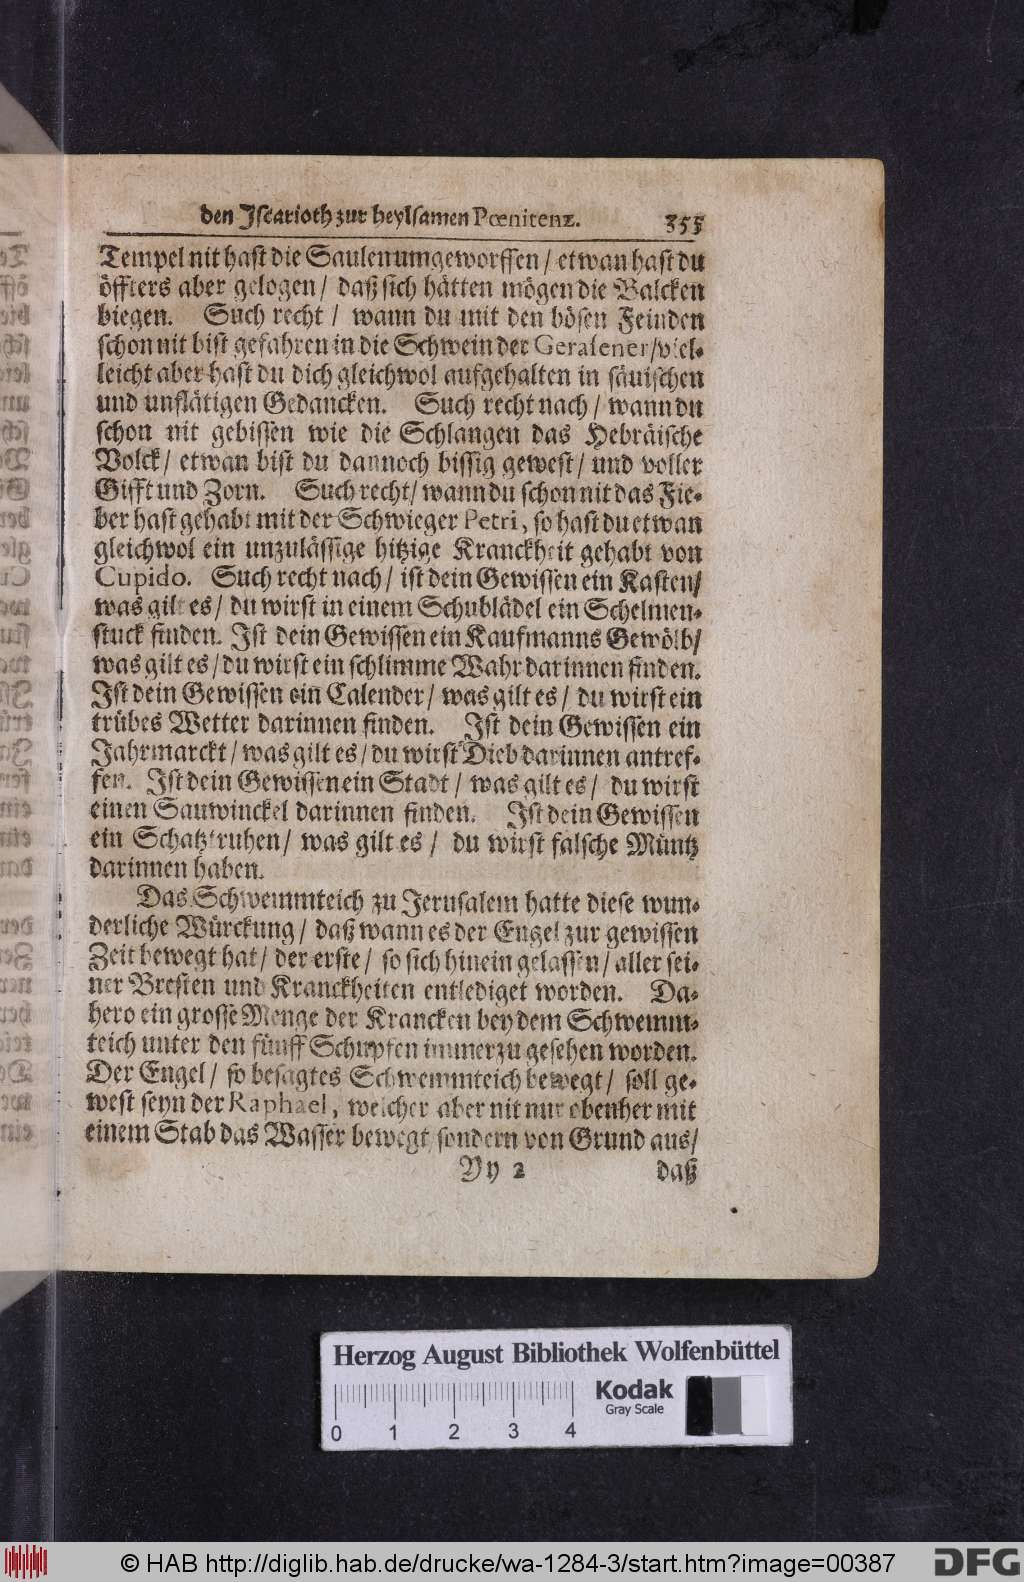 den Iscarioth zur heylsamen Pœnitenz. 355
Tempel nit hast die Saulen umgeworffen / etwan hast du
öffters aber gelogen / daß sich hätten mögen die Balcken
biegen. Such recht / wann du mit den bösen Feinden
schon nit bist gefahren in die Schwein der Gerasener / viel-
leicht aber hast du dich gleichwol aufgehalten in säuischen
und unflätigen Gedancken. Such recht nach / wann du
schon nit gebissen wie die Schlangen das Hebräische
Volck / etwan bist du dannoch bissig gewest / und voller
Gifft und Zorn. Such recht / wann du schon nit das Fie-
ber hast gehabt mit der Schwieger Petri, so hast du etwan
gleichwol ein unzulässige hitzige Kranckheit gehabt von
Cupido. Such recht nach / ist dein Gewissen ein Kasten /
was gilt es / du wirst in einem Schublädel ein Schelmen-
stuck finden. Ist dein Gewissen ein Kaufmanns Gewölb /
was gilt es / du wirst ein schlimme Wahr darinnen finden.
Ist dein Gewissen ein Calender / was gilt es / du wirst ein
trübes Wetter darinnen finden. Ist dein Gewissen ein
Jahrmarckt / was gilt es / du wirst Dieb darinnen antref-
fen. Ist dein Gewissen ein Stadt / was gilt es / du wirst
einen Sauwinckel darinnen finden. Ist dein Gewissen
ein Schatztruhen / was gilt es / du wirst falsche Müntz
darinnen haben.
Das Schwemmteich zu Jerusalem hatte diese wun-
derliche Würckung / daß wann es der Engel zur gewissen
Zeit bewegt hat / der erste / so sich hinein gelassen / aller sei-
ner Bresten und Kranckheiten entlediget worden. Da-
hero ein grosse Menge der Krancken bey dem Schwemm-
teich unter den fünff Schupfen immerzu gesehen worden.
Der Engel / so besagtes Schwemmteich bewegt / soll ge-
west seyn der Raphael, welcher aber nit nur obenher mit
einem Stab das Wasser bewegt / sondern von Grund aus /
Yy 2 daß
Herzog August Bibliothek Wolfenbüttel
Kodak
Gray Scale
0 1 2 3 4
© HAB http://diglib.hab.de/drucke/wa-1284-3/start.htm?image=00387
DFG